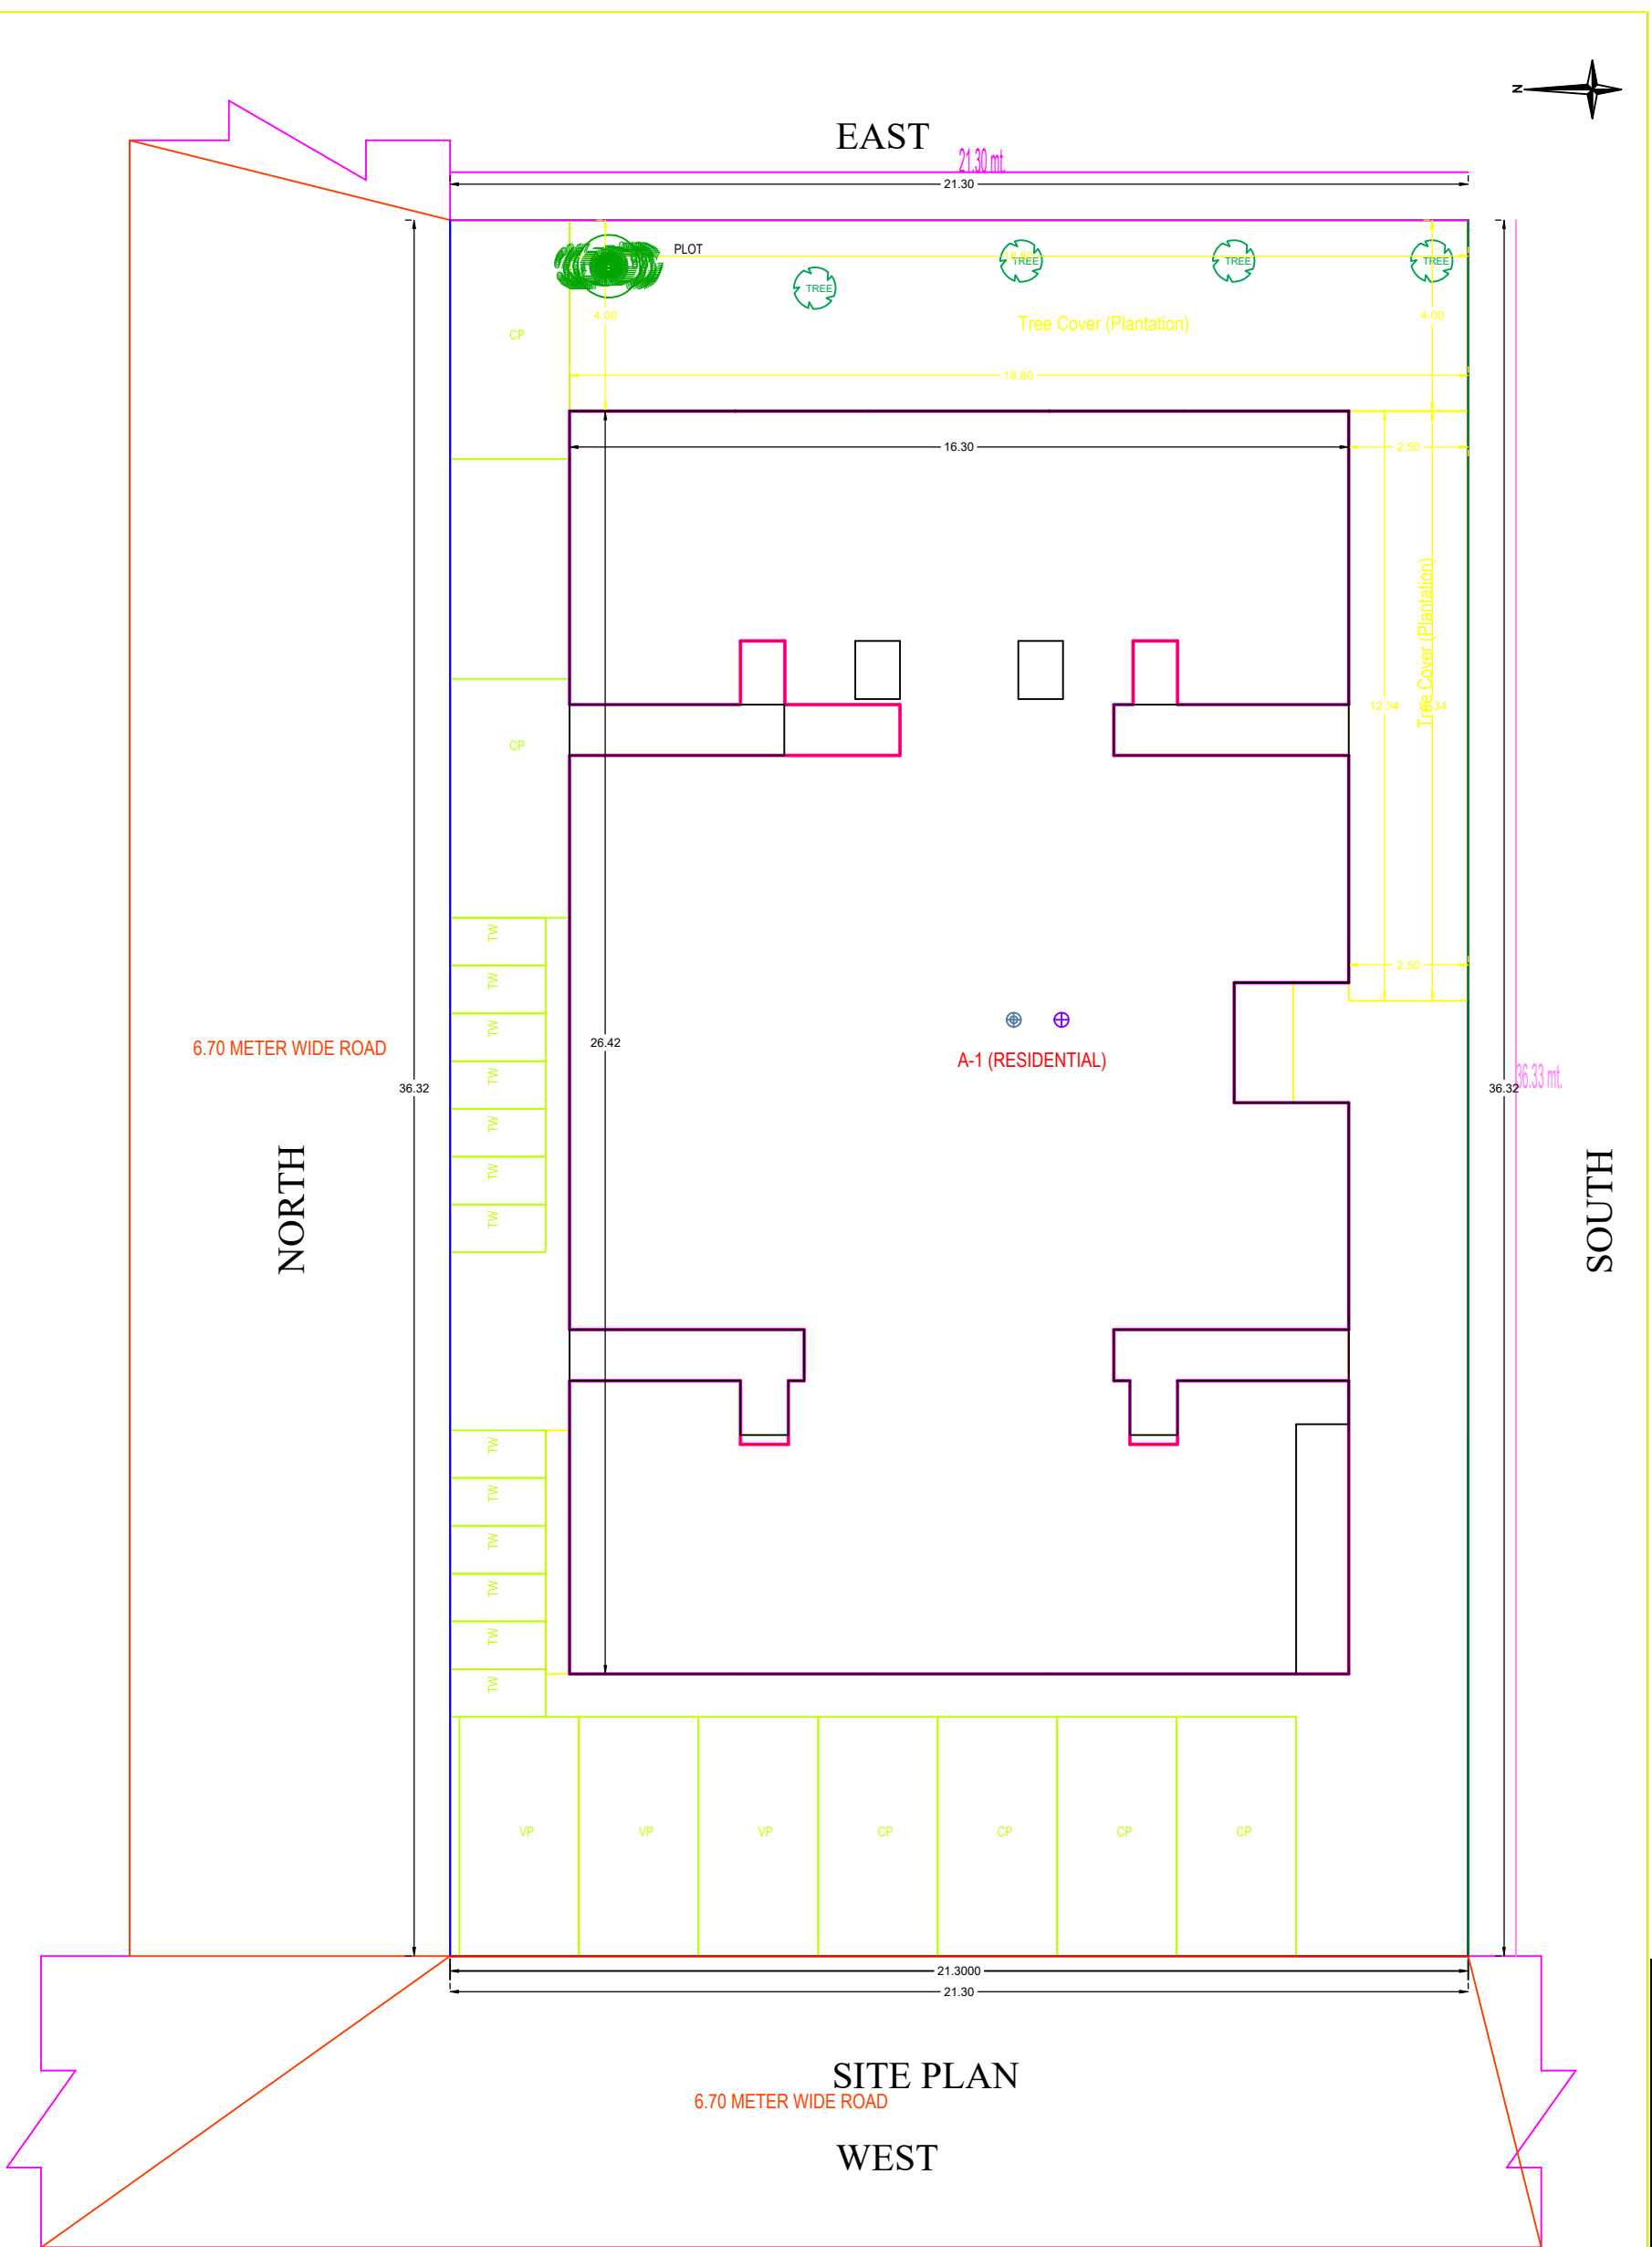 N
EAST
21.30 mt.
21.30
PLOT
TREE
TREE
TREE
TREE
4.00
4.00
CP
Tree Cover (Plantation)
18.80
16.30
2.50
Tree Cover (Plantation)
12.34
CP
TW
TW
TW
TW
TW
TW
TW
2.50
6.70 METER WIDE ROAD
26.42
A-1 (RESIDENTIAL)
36.32
36.32
36.33 mt.
NORTH
SOUTH
TW
TW
TW
TW
TW
TW
VP
VP
VP
CP
CP
CP
CP
21.3000
21.30
SITE PLAN
6.70 METER WIDE ROAD
WEST